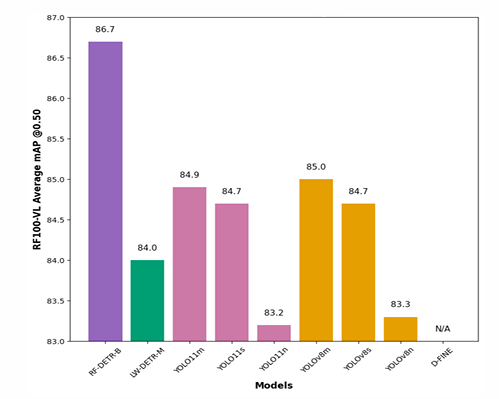 87.0
86.5
86.0
85.5
85.0
84.5
84.0
83.5
83.0
RF100-VL Average mAP @0.50
86.7
84.0
84.9
84.7
83.2
85.0
84.7
83.3
N/A
RF-DETR-B
LW-DETR-M
YOLO11m
YOLO11s
YOLO11n
YOLOv8m
YOLOv8s
YOLOv8n
D-FINE
Models